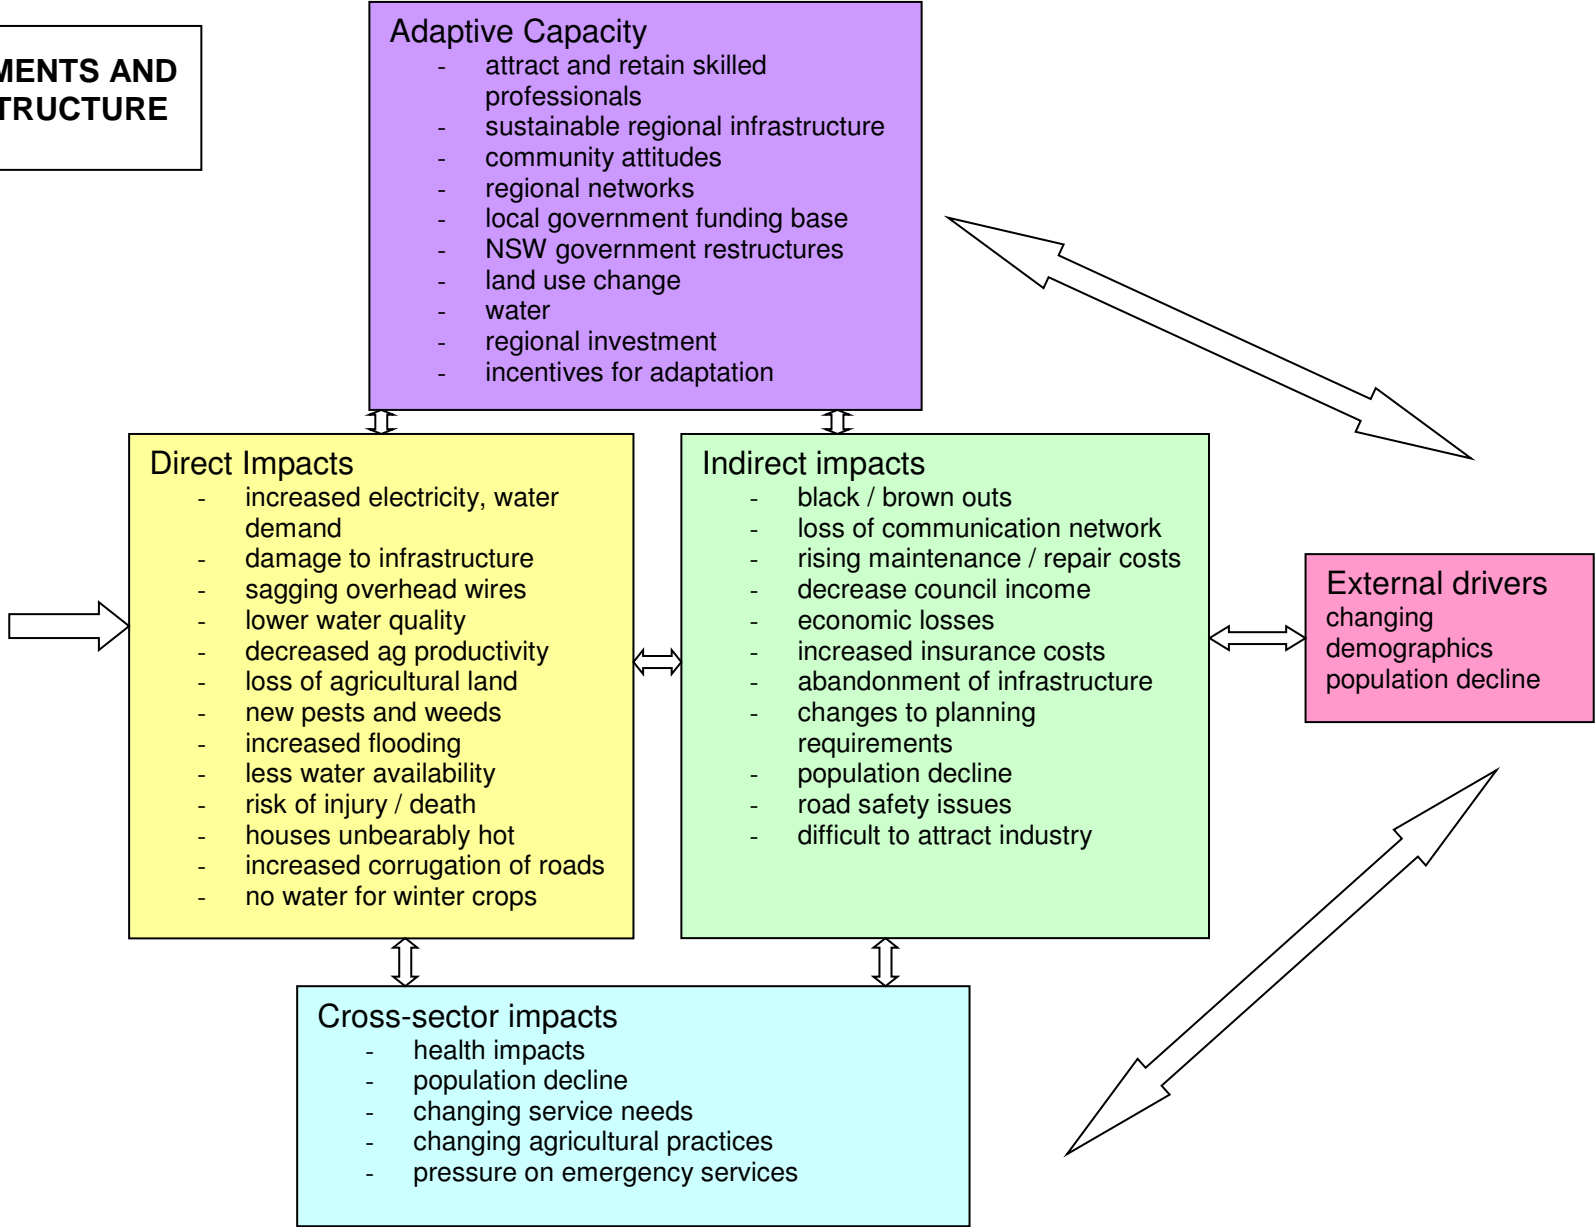 MENTS AND
TRUCTURE
Adaptive Capacity
- attract and retain skilled
professionals
- sustainable regional infrastructure
- community attitudes
- regional networks
- local government funding base
- NSW government restructures
- land use change
- water
- regional investment
- incentives for adaptation
Direct Impacts
- increased electricity, water
demand
- damage to infrastructure
- sagging overhead wires
- lower water quality
- decreased ag productivity
- loss of agricultural land
- new pests and weeds
- increased flooding
- less water availability
- risk of injury / death
- houses unbearably hot
- increased corrugation of roads
- no water for winter crops
Indirect impacts
- black / brown outs
- loss of communication network
- rising maintenance / repair costs
- decrease council income
- economic losses
- increased insurance costs
- abandonment of infrastructure
- changes to planning
requirements
- population decline
- road safety issues
- difficult to attract industry
External drivers
changing
demographics
population decline
Cross-sector impacts
- health impacts
- population decline
- changing service needs
- changing agricultural practices
- pressure on emergency services